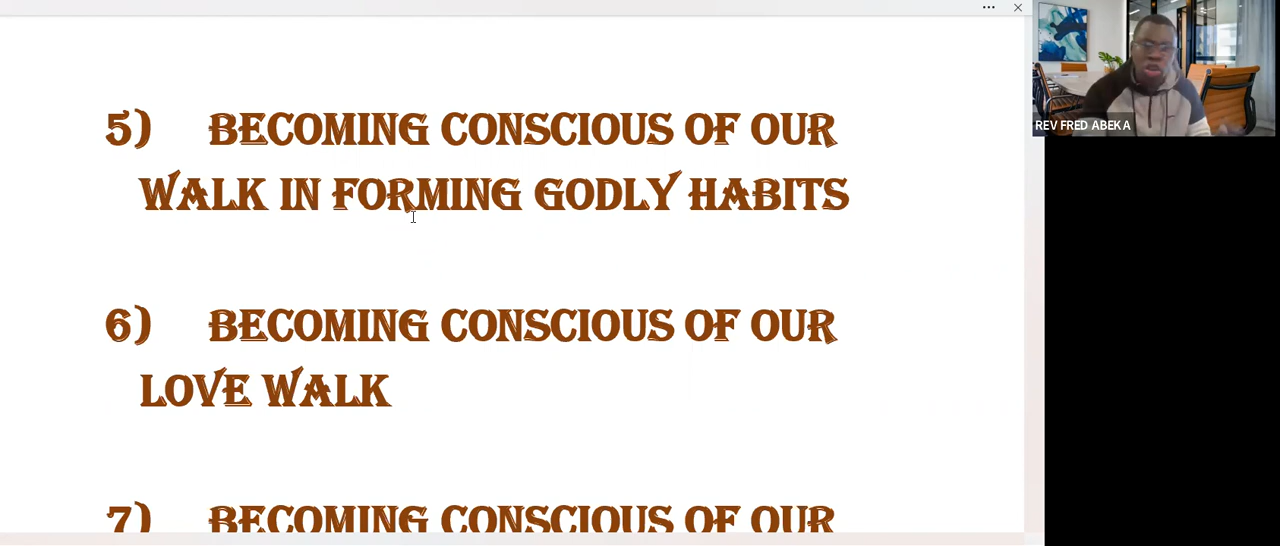 5) BECOMING CONSCIOUS OF OUR
WALK IN FORMING GODLY HABITS
6) BECOMING CONSCIOUS OF OUR
LOVE WALK
7) BECOMING CONSCIOUS OF OUR
REV FRED ABEKA